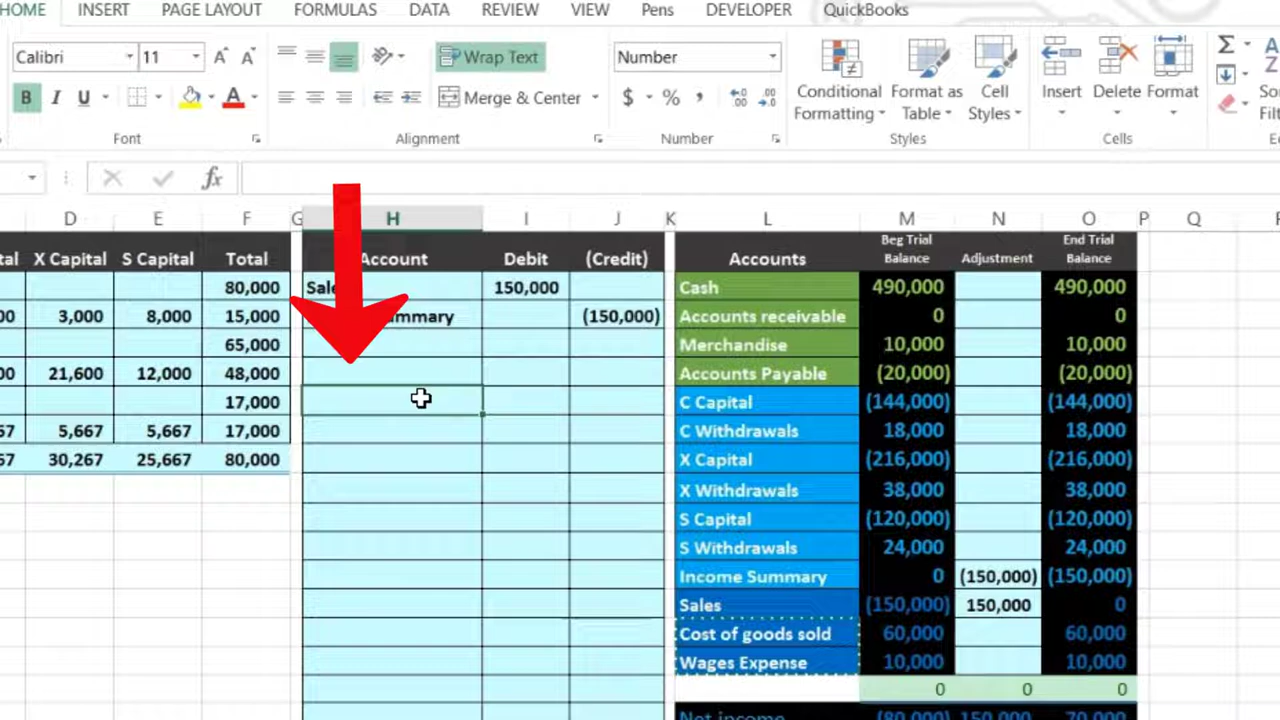 HOME INSERT PAGE LAYOUT FORMULAS DATA REVIEW VIEW Pens DEVELOPER QuickBooks
Calibri 11 A A Wrap Text Number
B I U A Merge & Center $ % , Conditional Formatting Format as Table Cell Styles Insert Delete Format
Font Alignment Number Styles Cells
fx
D E F G H I J K L M N O P Q
X Capital S Capital Total Account Debit (Credit) Accounts Beg Trial Balance Adjustment End Trial Balance
80,000 150,000 Cash 490,000 490,000
3,000 8,000 15,000 (150,000) Accounts receivable 0 0
65,000 Merchandise 10,000 10,000
21,600 12,000 48,000 Accounts Payable (20,000) (20,000)
17,000 C Capital (144,000) (144,000)
5,667 5,667 17,000 C Withdrawals 18,000 18,000
30,267 25,667 80,000 X Capital (216,000) (216,000)
X Withdrawals 38,000 38,000
S Capital (120,000) (120,000)
S Withdrawals 24,000 24,000
Income Summary 0 (150,000) (150,000)
Sales (150,000) 150,000 0
Cost of goods sold 60,000 60,000
Wages Expense 10,000 10,000
0 0 0
Net income (80,000) 150,000 70,000